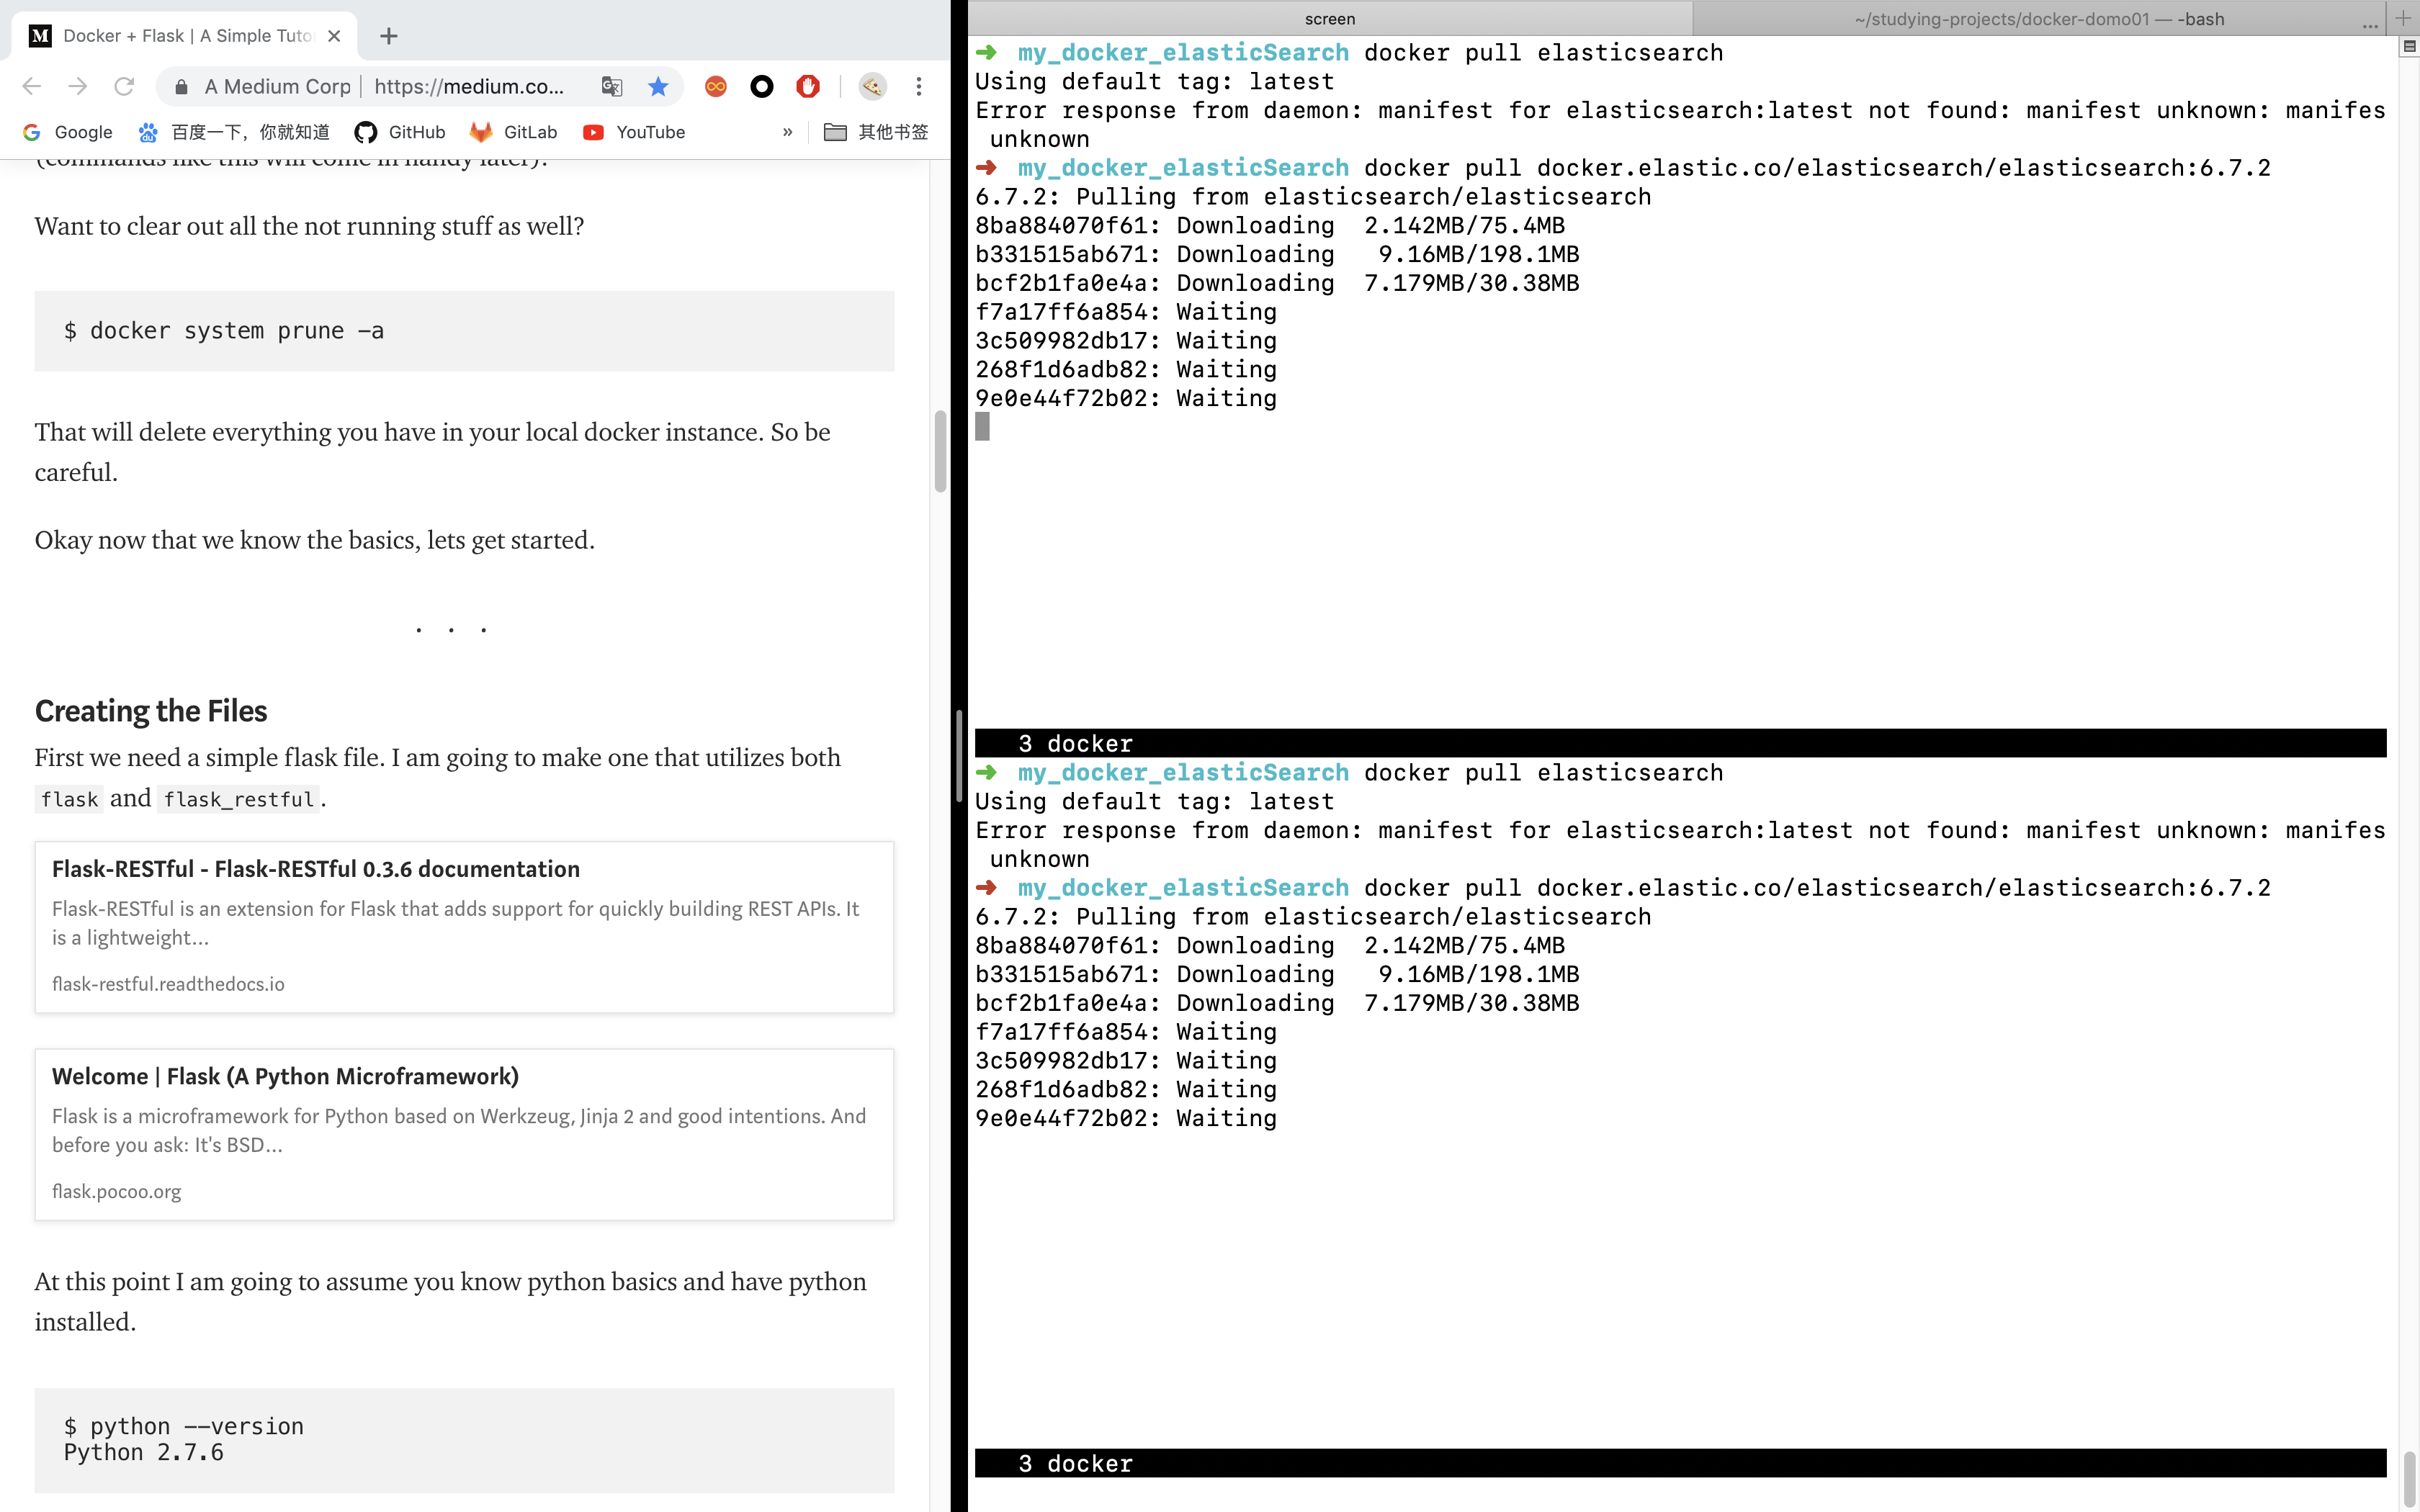 Docker + Flask | A Simple Tuto
A Medium Corp | https://medium.co...
Google 百度一下，你就知道 GitHub GitLab YouTube » 其他书签
(commands like this will come in handy later).
Want to clear out all the not running stuff as well?
$ docker system prune -a
That will delete everything you have in your local docker instance. So be
careful.
Okay now that we know the basics, lets get started.
. . .
Creating the Files
First we need a simple flask file. I am going to make one that utilizes both
flask and flask_restful.
Flask-RESTful - Flask-RESTful 0.3.6 documentation
Flask-RESTful is an extension for Flask that adds support for quickly building REST APIs. It
is a lightweight...
flask-restful.readthedocs.io
Welcome | Flask (A Python Microframework)
Flask is a microframework for Python based on Werkzeug, Jinja 2 and good intentions. And
before you ask: It's BSD...
flask.pocoo.org
At this point I am going to assume you know python basics and have python
installed.
$ python --version
Python 2.7.6
screen
~/studying-projects/docker-domo01 — -bash ...
➜ my_docker_elasticSearch docker pull elasticsearch
Using default tag: latest
Error response from daemon: manifest for elasticsearch:latest not found: manifest unknown: manifes
unknown
➜ my_docker_elasticSearch docker pull docker.elastic.co/elasticsearch/elasticsearch:6.7.2
6.7.2: Pulling from elasticsearch/elasticsearch
8ba884070f61: Downloading 2.142MB/75.4MB
b331515ab671: Downloading 9.16MB/198.1MB
bcf2b1fa0e4a: Downloading 7.179MB/30.38MB
f7a17ff6a854: Waiting
3c509982db17: Waiting
268f1d6adb82: Waiting
9e0e44f72b02: Waiting
3 docker
➜ my_docker_elasticSearch docker pull elasticsearch
Using default tag: latest
Error response from daemon: manifest for elasticsearch:latest not found: manifest unknown: manifes
unknown
➜ my_docker_elasticSearch docker pull docker.elastic.co/elasticsearch/elasticsearch:6.7.2
6.7.2: Pulling from elasticsearch/elasticsearch
8ba884070f61: Downloading 2.142MB/75.4MB
b331515ab671: Downloading 9.16MB/198.1MB
bcf2b1fa0e4a: Downloading 7.179MB/30.38MB
f7a17ff6a854: Waiting
3c509982db17: Waiting
268f1d6adb82: Waiting
9e0e44f72b02: Waiting
3 docker